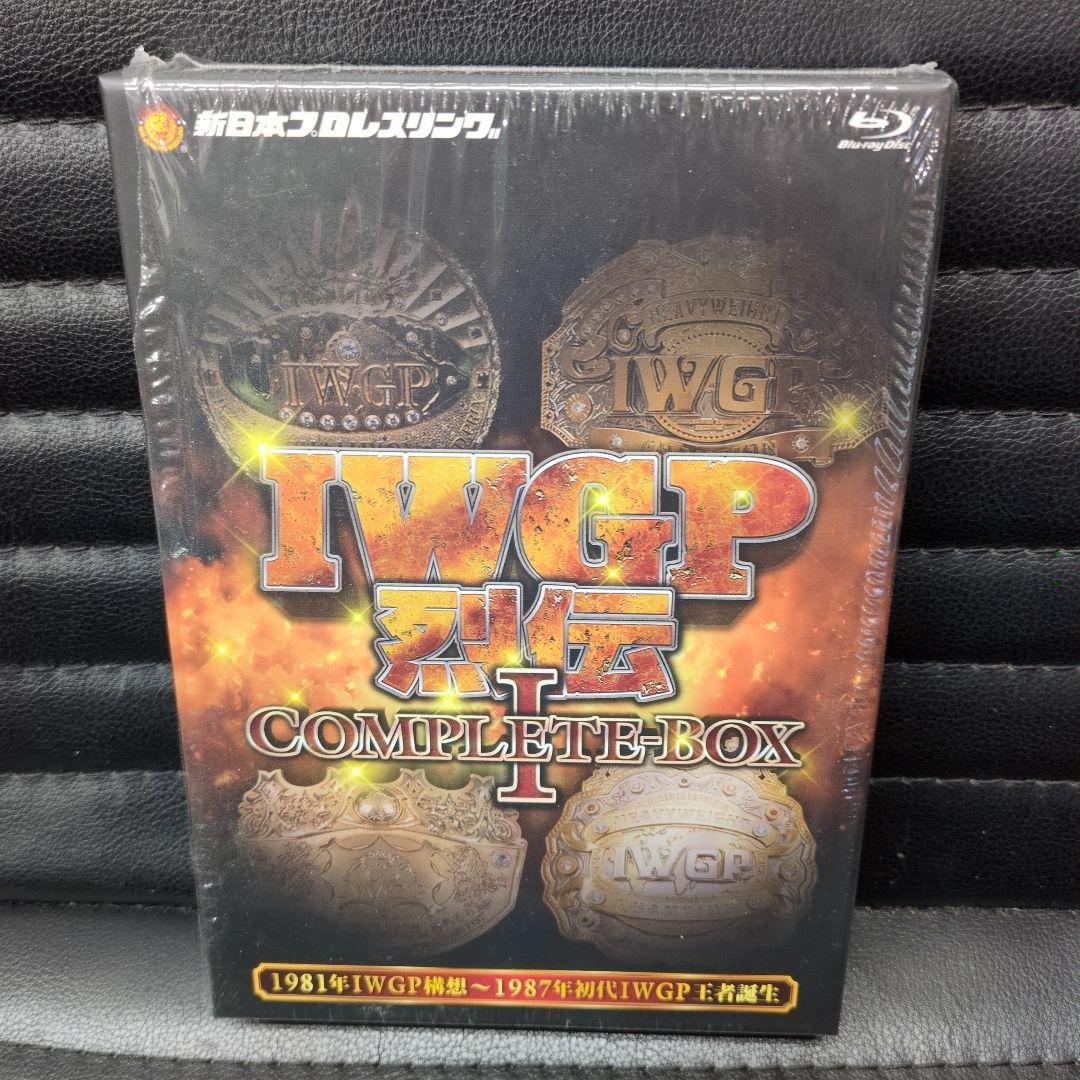 新日本プロレスリング
Blu-ray Disc
IWGP
HEAVYWEIGHT
IWGP
IWGP
烈伝
I
COMPLETE-BOX
HEAVYWEIGHT
IWGP
1981年IWGP構想～1987年初代IWGP王者誕生